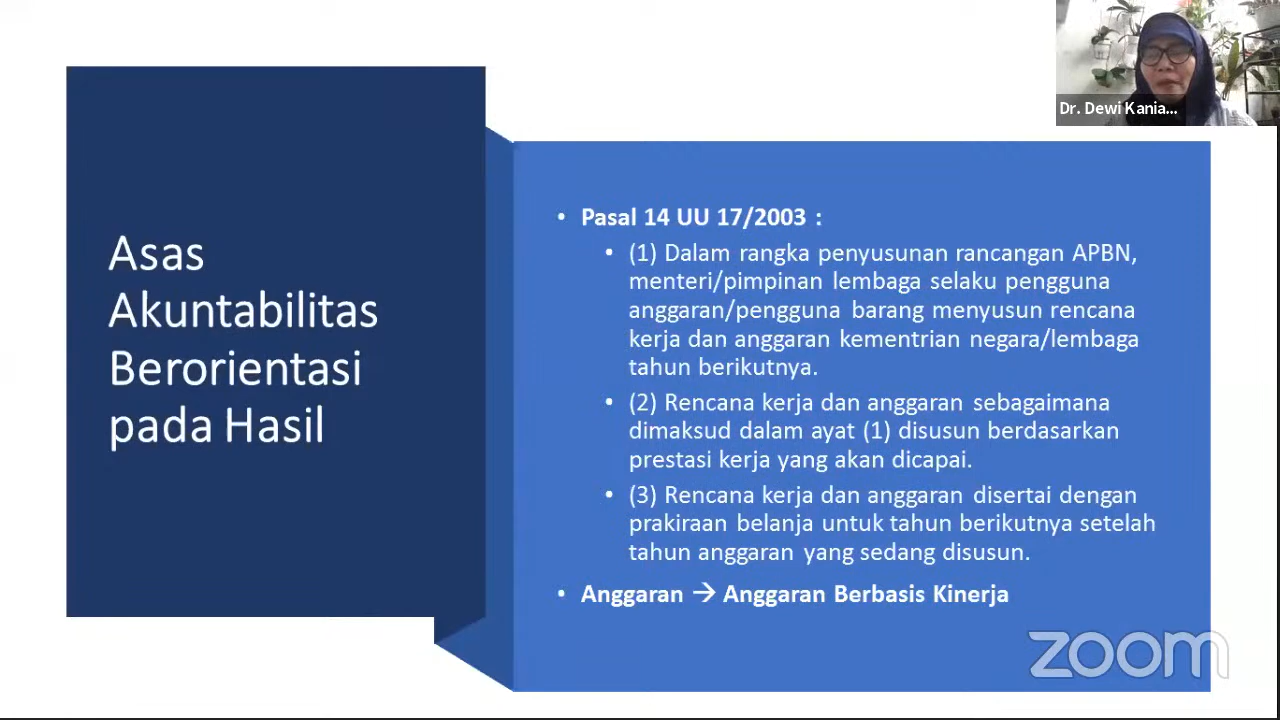 Dr. Dewi Kania...
Asas
Akuntabilitas
Berorientasi
pada Hasil
• Pasal 14 UU 17/2003 :
• (1) Dalam rangka penyusunan rancangan APBN,
menteri/pimpinan lembaga selaku pengguna
anggaran/pengguna barang menyusun rencana
kerja dan anggaran kementrian negara/lembaga
tahun berikutnya.
• (2) Rencana kerja dan anggaran sebagaimana
dimaksud dalam ayat (1) disusun berdasarkan
prestasi kerja yang akan dicapai.
• (3) Rencana kerja dan anggaran disertai dengan
prakiraan belanja untuk tahun berikutnya setelah
tahun anggaran yang sedang disusun.
• Anggaran → Anggaran Berbasis Kinerja
zoom